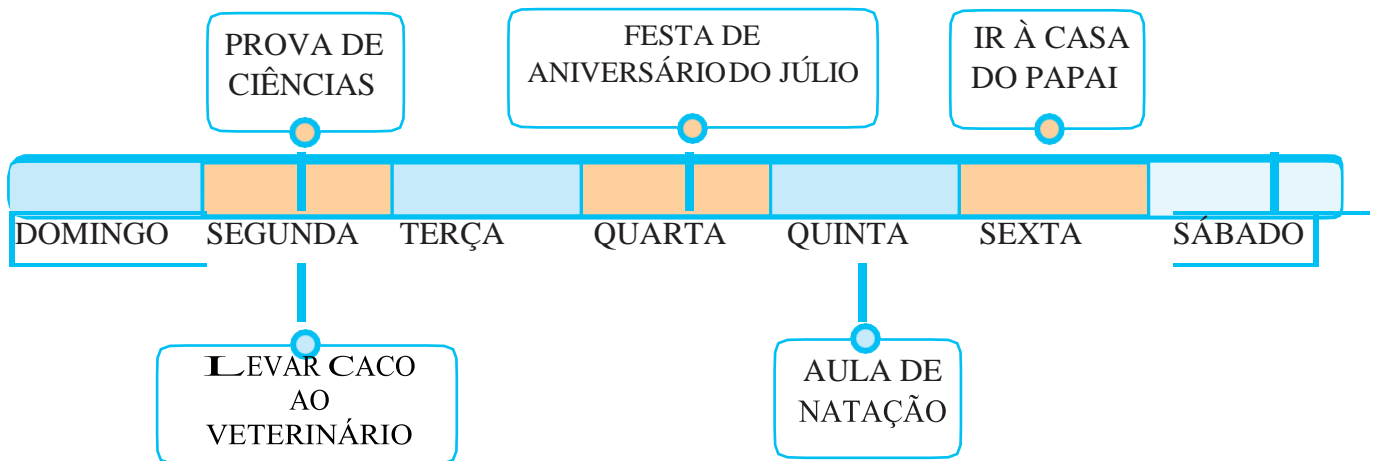 PROVA DE
CIÊNCIAS
FESTA DE
ANIVERSÁRIO DO JÚLIO
IR À CASA
DO PAPAI
DOMINGO SEGUNDA TERÇA QUARTA QUINTA SEXTA SÁBADO
LEVAR CACO
AO
VETERINÁRIO
AULA DE
NATAÇÃO